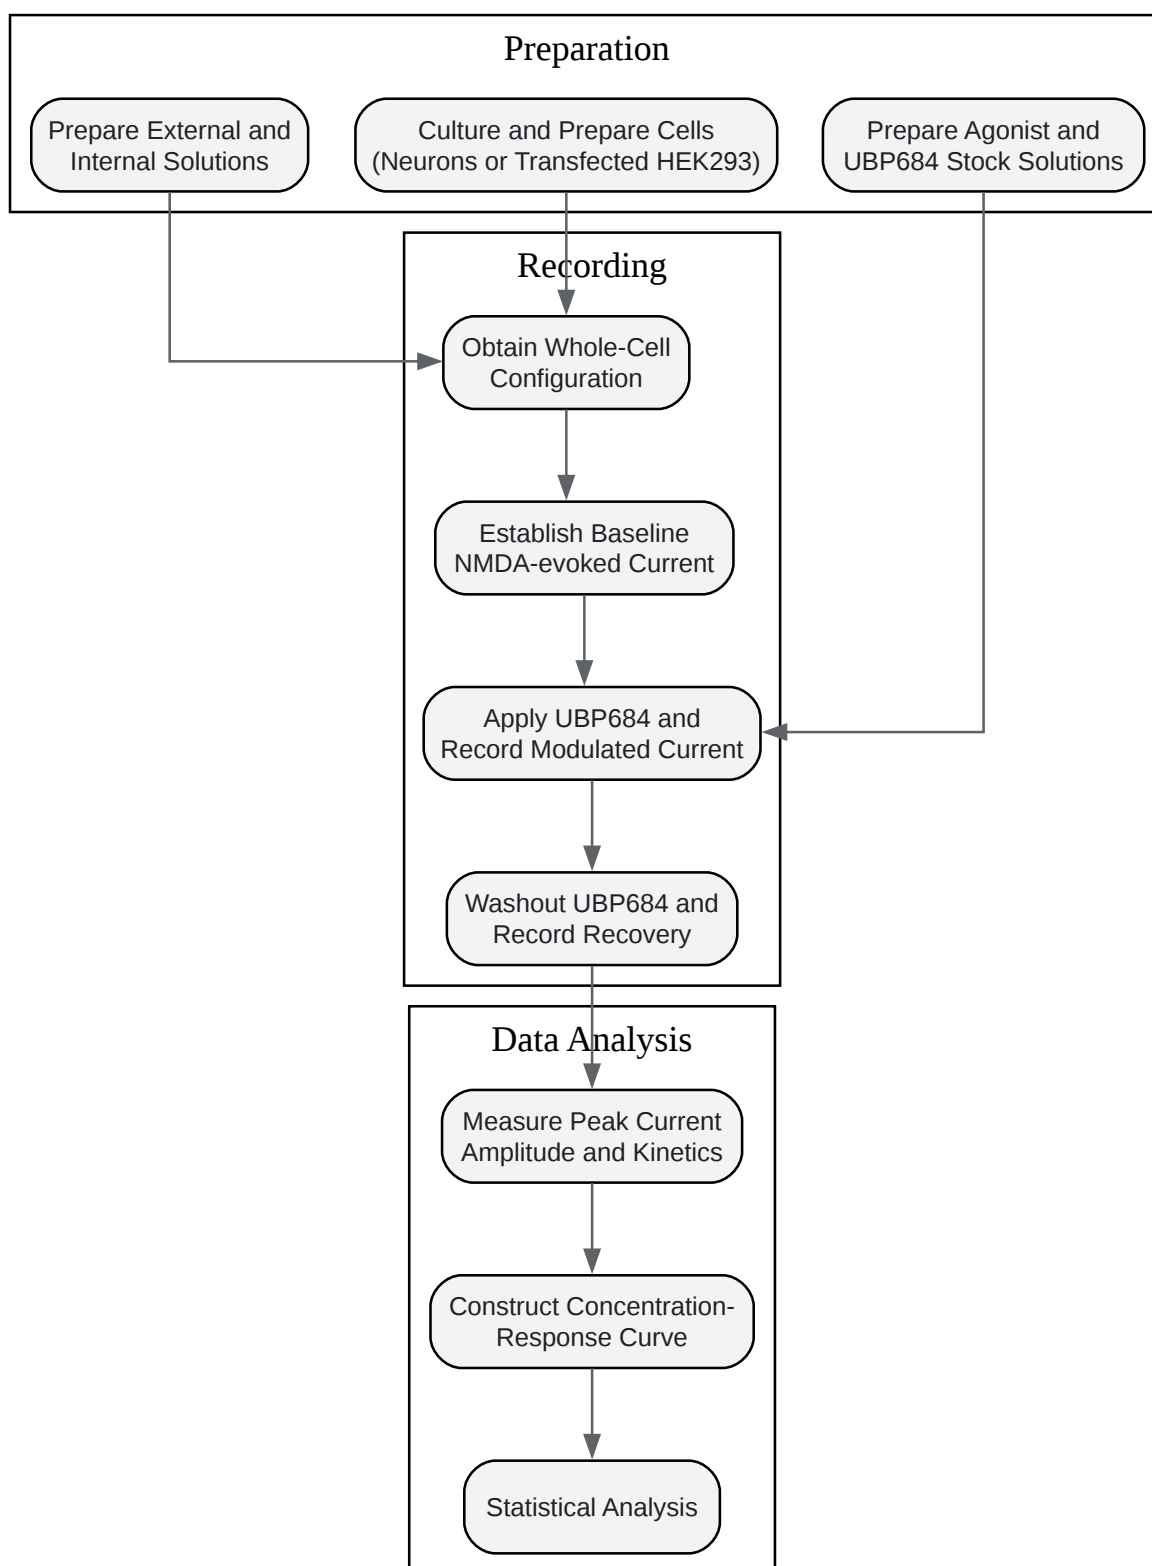 Preparation
Prepare External and
Internal Solutions
Culture and Prepare Cells
(Neurons or Transfected HEK293)
Prepare Agonist and
UBP684 Stock Solutions
Recording
Obtain Whole-Cell
Configuration
Establish Baseline
NMDA-evoked Current
Apply UBP684 and
Record Modulated Current
Washout UBP684 and
Record Recovery
Data Analysis
Measure Peak Current
Amplitude and Kinetics
Construct Concentration-
Response Curve
Statistical Analysis